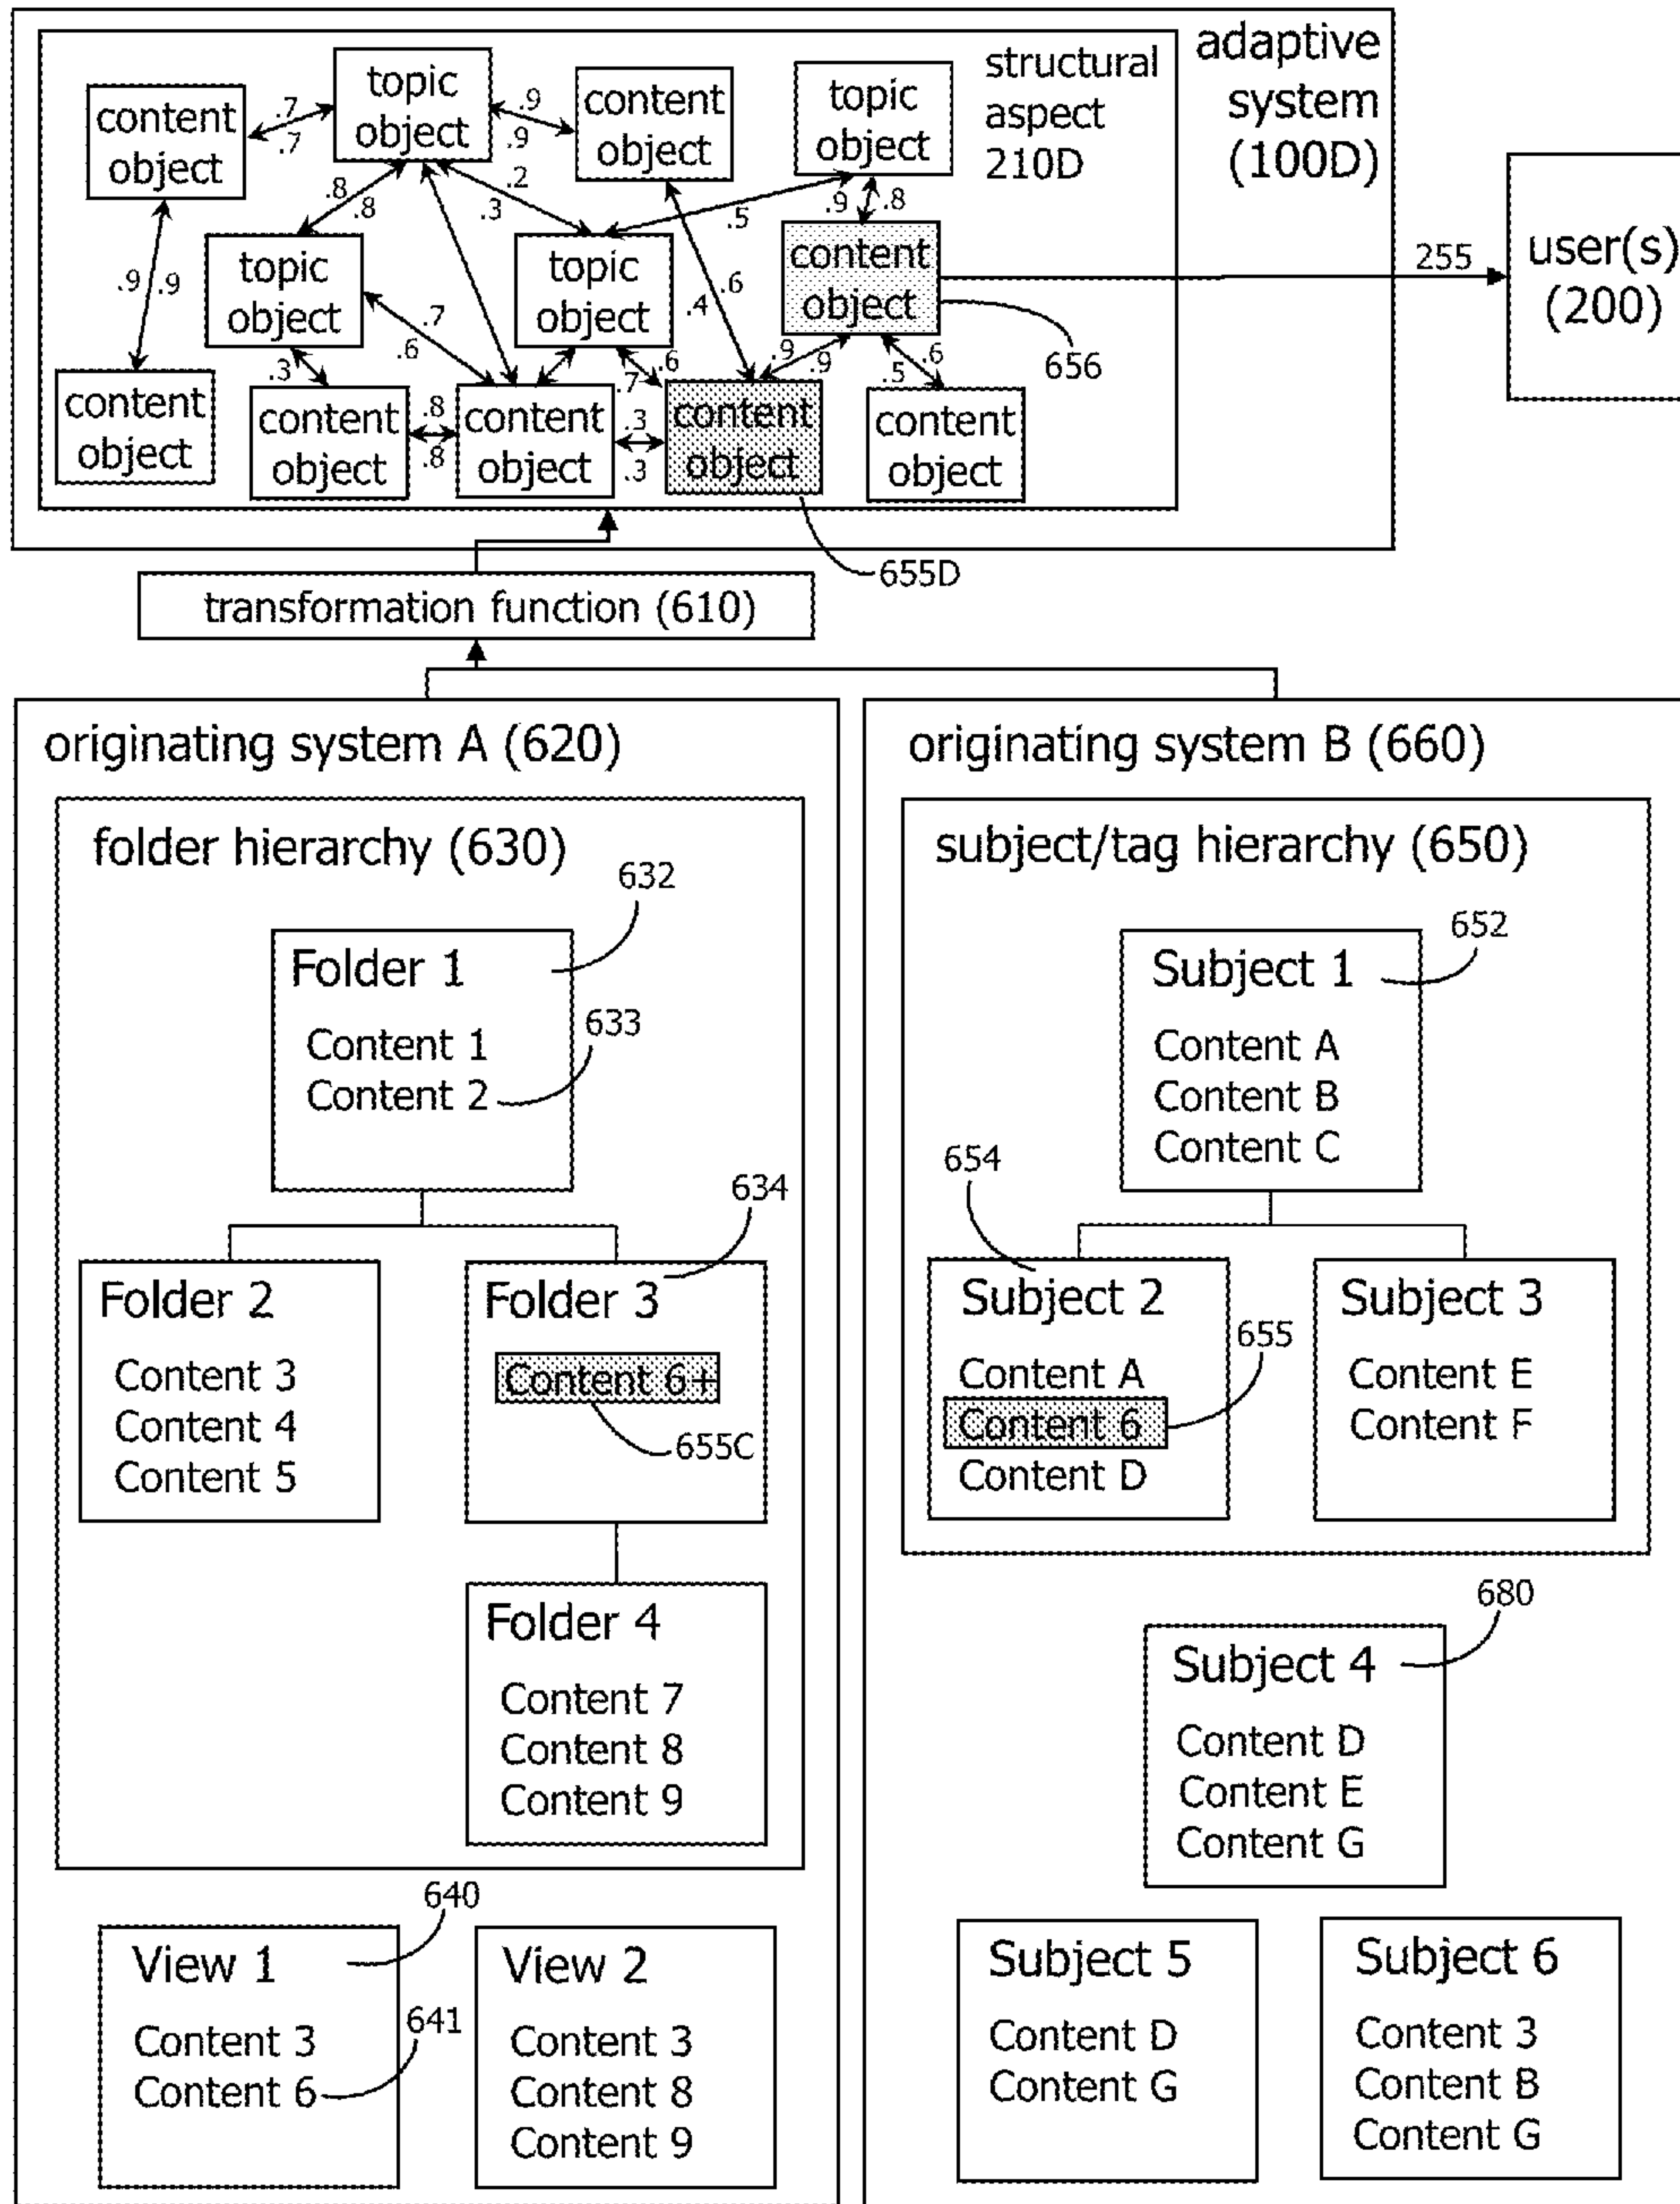 adaptive
system
(100D)
structural
aspect
210D
content
object
.7
.7
topic
object
.9
.9
content
object
topic
object
.8
.8
.2
.3
.5
.9
.8
.9
.9
topic
object
topic
object
.4
.6
content
object
255
user(s)
(200)
656
.7
.6
.3
.6
.7
.9
.9
.6
.5
content
object
content
object
.8
.8
content
object
.3
.3
content
object
content
object
655D
transformation function (610)
originating system A (620)
folder hierarchy (630)
632
Folder 1
Content 1
633
Content 2
634
Folder 2
Content 3
Content 4
Content 5
Folder 3
Content 6+
655C
Folder 4
Content 7
Content 8
Content 9
640
View 1
Content 3
641
Content 6
View 2
Content 3
Content 8
Content 9
originating system B (660)
subject/tag hierarchy (650)
652
Subject 1
Content A
Content B
Content C
654
Subject 2
655
Content A
Content 6
Content D
Subject 3
Content E
Content F
680
Subject 4
Content D
Content E
Content G
Subject 5
Content D
Content G
Subject 6
Content 3
Content B
Content G